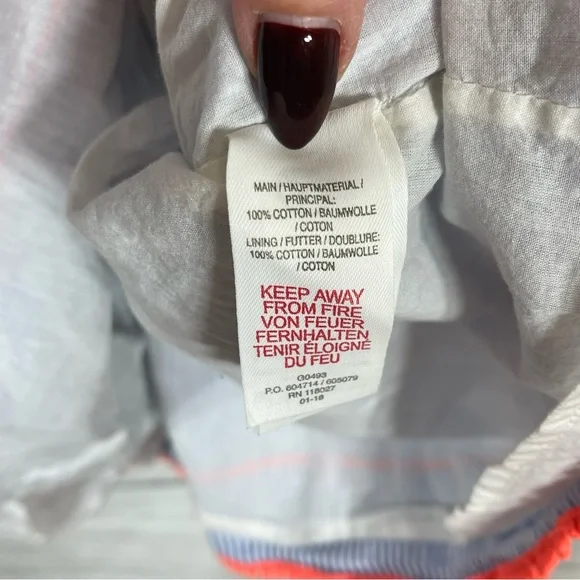 MAIN / HAUPTMATERIAL /
PRINCIPAL:
100% COTTON / BAUMWOLLE
/ COTON
LINING / FUTTER / DOUBLURE:
100% COTTON / BAUMWOLLE
/ COTON
KEEP AWAY
FROM FIRE
VON FEUER
FERNHALTEN
TENIR ÉLOIGNÉ
DU FEU
G0493
P.O. 604714 / 605079
RN 118027
01-18